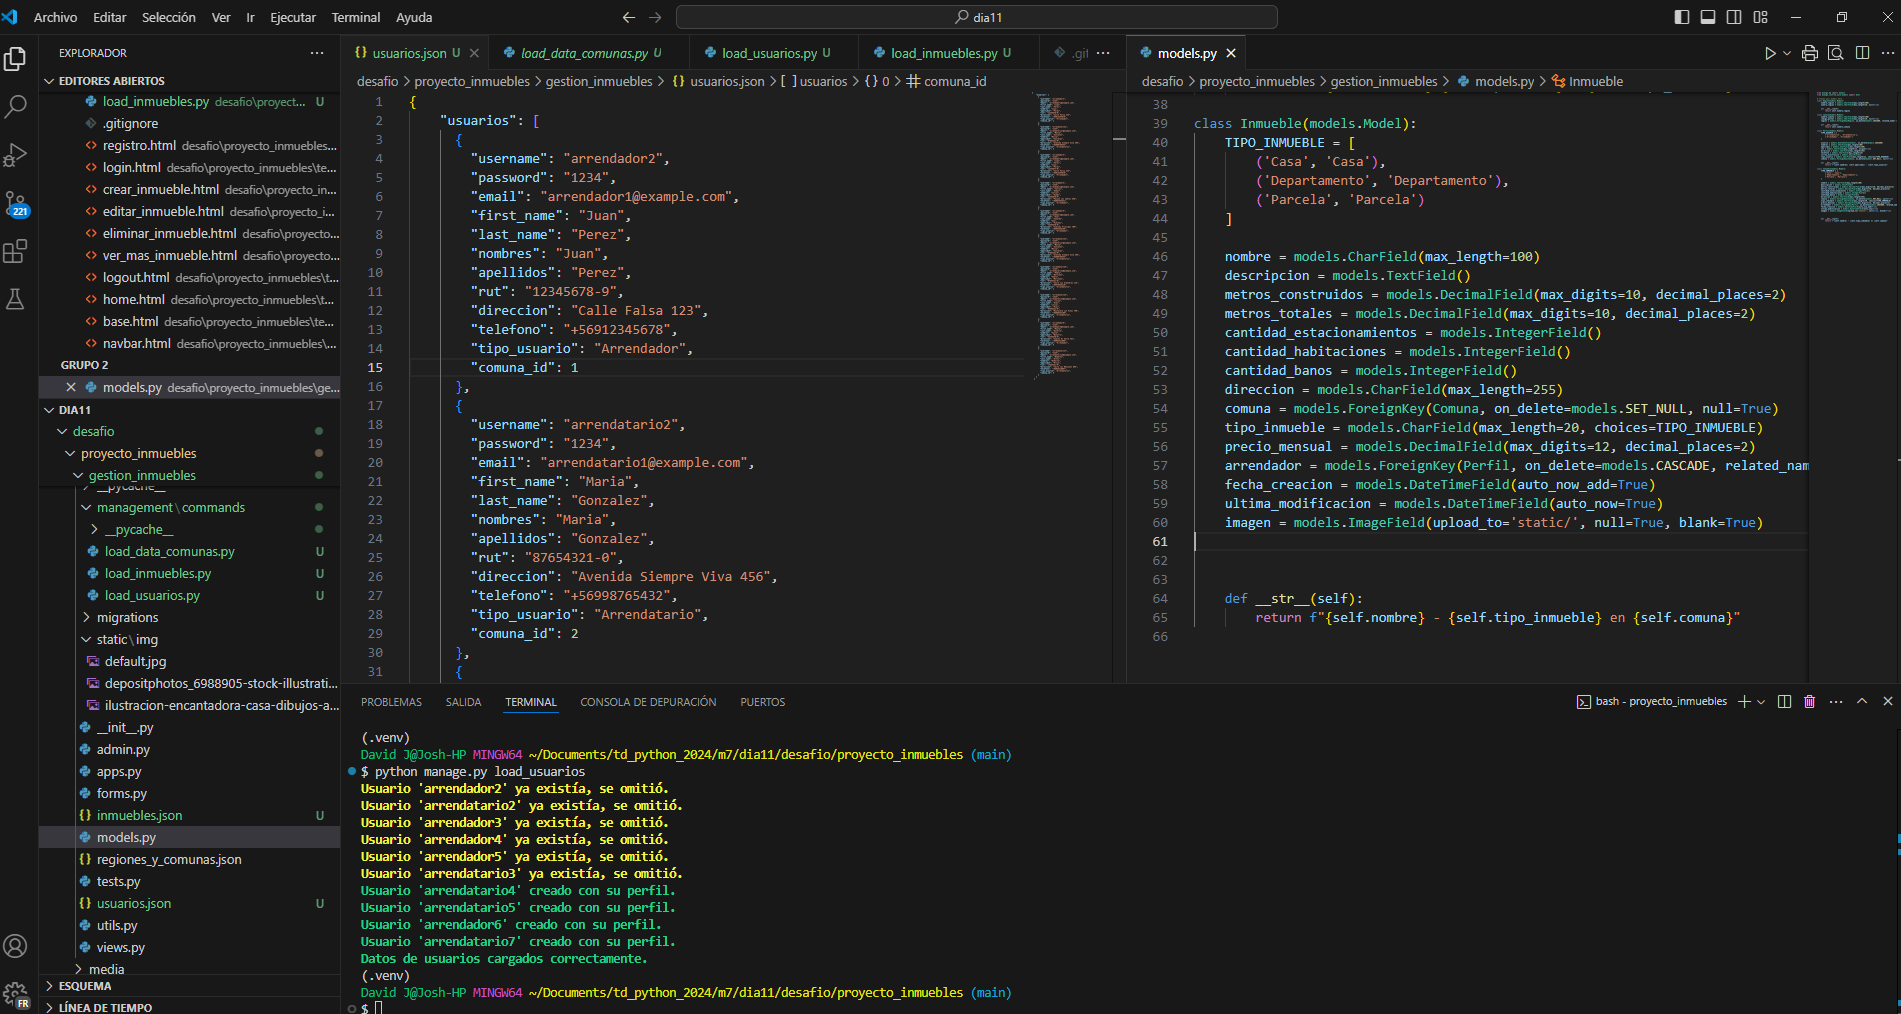 Archivo Editar Selección Ver Ir Ejecutar Terminal Ayuda
dia11
EXPLORADOR
EDITORES ABIERTOS
load_inmuebles.py desafio\proyect... U
.gitignore
registro.html desafio\proyecto_inmuebles...
login.html desafio\proyecto_inmuebles\te...
crear_inmueble.html desafio\proyecto_in...
editar_inmueble.html desafio\proyecto_i...
eliminar_inmueble.html desafio\proyecto...
ver_mas_inmueble.html desafio\proyecto...
logout.html desafio\proyecto_inmuebles\t...
home.html desafio\proyecto_inmuebles\t...
base.html desafio\proyecto_inmuebles\te...
navbar.html desafio\proyecto_inmuebles\...
GRUPO 2
models.py desafio\proyecto_inmuebles\ge...
DIA11
desafio
proyecto_inmuebles
gestion_inmuebles
__pycache__
management\commands
__pycache__
load_data_comunas.py U
load_inmuebles.py U
load_usuarios.py U
migrations
static\img
default.jpg
depositphotos_6988905-stock-illustrati...
ilustracion-encantadora-casa-dibujos-a...
__init__.py
admin.py
apps.py
forms.py
inmuebles.json U
models.py
regiones_y_comunas.json
tests.py
usuarios.json U
utils.py
views.py
media
ESQUEMA
LÍNEA DE TIEMPO
221
FR
usuarios.json U
load_data_comunas.py U
load_usuarios.py U
load_inmuebles.py U
.git
desafio > proyecto_inmuebles > gestion_inmuebles > {} usuarios.json > [ ] usuarios > {} 0 > # comuna_id
1 {
2 "usuarios": [
3 {
4 "username": "arrendador2",
5 "password": "1234",
6 "email": "arrendador1@example.com",
7 "first_name": "Juan",
8 "last_name": "Perez",
9 "nombres": "Juan",
10 "apellidos": "Perez",
11 "rut": "12345678-9",
12 "direccion": "Calle Falsa 123",
13 "telefono": "+56912345678",
14 "tipo_usuario": "Arrendador",
15 "comuna_id": 1
16 },
17 {
18 "username": "arrendatario2",
19 "password": "1234",
20 "email": "arrendatario1@example.com",
21 "first_name": "Maria",
22 "last_name": "Gonzalez",
23 "nombres": "Maria",
24 "apellidos": "Gonzalez",
25 "rut": "87654321-0",
26 "direccion": "Avenida Siempre Viva 456",
27 "telefono": "+56998765432",
28 "tipo_usuario": "Arrendatario",
29 "comuna_id": 2
30 },
31 {
models.py
desafio > proyecto_inmuebles > gestion_inmuebles > models.py > Inmueble
38
39 class Inmueble(models.Model):
40 TIPO_INMUEBLE = [
41 ('Casa', 'Casa'),
42 ('Departamento', 'Departamento'),
43 ('Parcela', 'Parcela')
44 ]
45
46 nombre = models.CharField(max_length=100)
47 descripcion = models.TextField()
48 metros_construidos = models.DecimalField(max_digits=10, decimal_places=2)
49 metros_totales = models.DecimalField(max_digits=10, decimal_places=2)
50 cantidad_estacionamientos = models.IntegerField()
51 cantidad_habitaciones = models.IntegerField()
52 cantidad_banos = models.IntegerField()
53 direccion = models.CharField(max_length=255)
54 comuna = models.ForeignKey(Comuna, on_delete=models.SET_NULL, null=True)
55 tipo_inmueble = models.CharField(max_length=20, choices=TIPO_INMUEBLE)
56 precio_mensual = models.DecimalField(max_digits=12, decimal_places=2)
57 arrendador = models.ForeignKey(Perfil, on_delete=models.CASCADE, related_nam
58 fecha_creacion = models.DateTimeField(auto_now_add=True)
59 ultima_modificacion = models.DateTimeField(auto_now=True)
60 imagen = models.ImageField(upload_to='static/', null=True, blank=True)
61
62
63
64 def __str__(self):
65 return f"{self.nombre} - {self.tipo_inmueble} en {self.comuna}"
66
PROBLEMAS SALIDA TERMINAL CONSOLA DE DEPURACIÓN PUERTOS
bash - proyecto_inmuebles
(.venv)
David J@Josh-HP MINGW64 ~/Documents/td_python_2024/m7/dia11/desafio/proyecto_inmuebles (main)
$ python manage.py load_usuarios
Usuario 'arrendador2' ya existía, se omitió.
Usuario 'arrendatario2' ya existía, se omitió.
Usuario 'arrendador3' ya existía, se omitió.
Usuario 'arrendador4' ya existía, se omitió.
Usuario 'arrendador5' ya existía, se omitió.
Usuario 'arrendatario3' ya existía, se omitió.
Usuario 'arrendatario4' creado con su perfil.
Usuario 'arrendatario5' creado con su perfil.
Usuario 'arrendador6' creado con su perfil.
Usuario 'arrendatario7' creado con su perfil.
Datos de usuarios cargados correctamente.
(.venv)
David J@Josh-HP MINGW64 ~/Documents/td_python_2024/m7/dia11/desafio/proyecto_inmuebles (main)
$